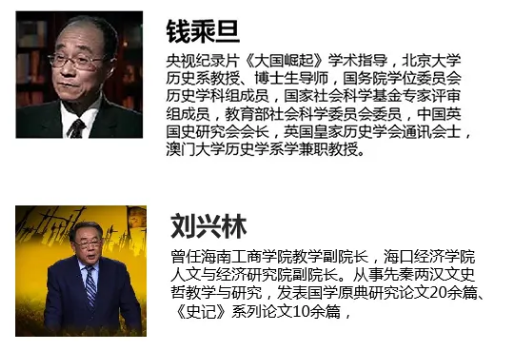 钱乘旦
央视纪录片《大国崛起》学术指导，北京大学
历史系教授、博士生导师，国务院学位委员会
历史学科组成员，国家社会科学基金专家评审
组成员，教育部社会科学委员会委员，中国英
国史研究会会长，英国皇家历史学会通讯会士，
澳门大学历史学系学兼职教授。
刘兴林
曾任海南工商学院教学副院长，海口经济学院
人文与经济研究院副院长。从事先秦两汉文史
哲教学与研究，发表国学原典研究论文20余篇、
《史记》系列论文10余篇，